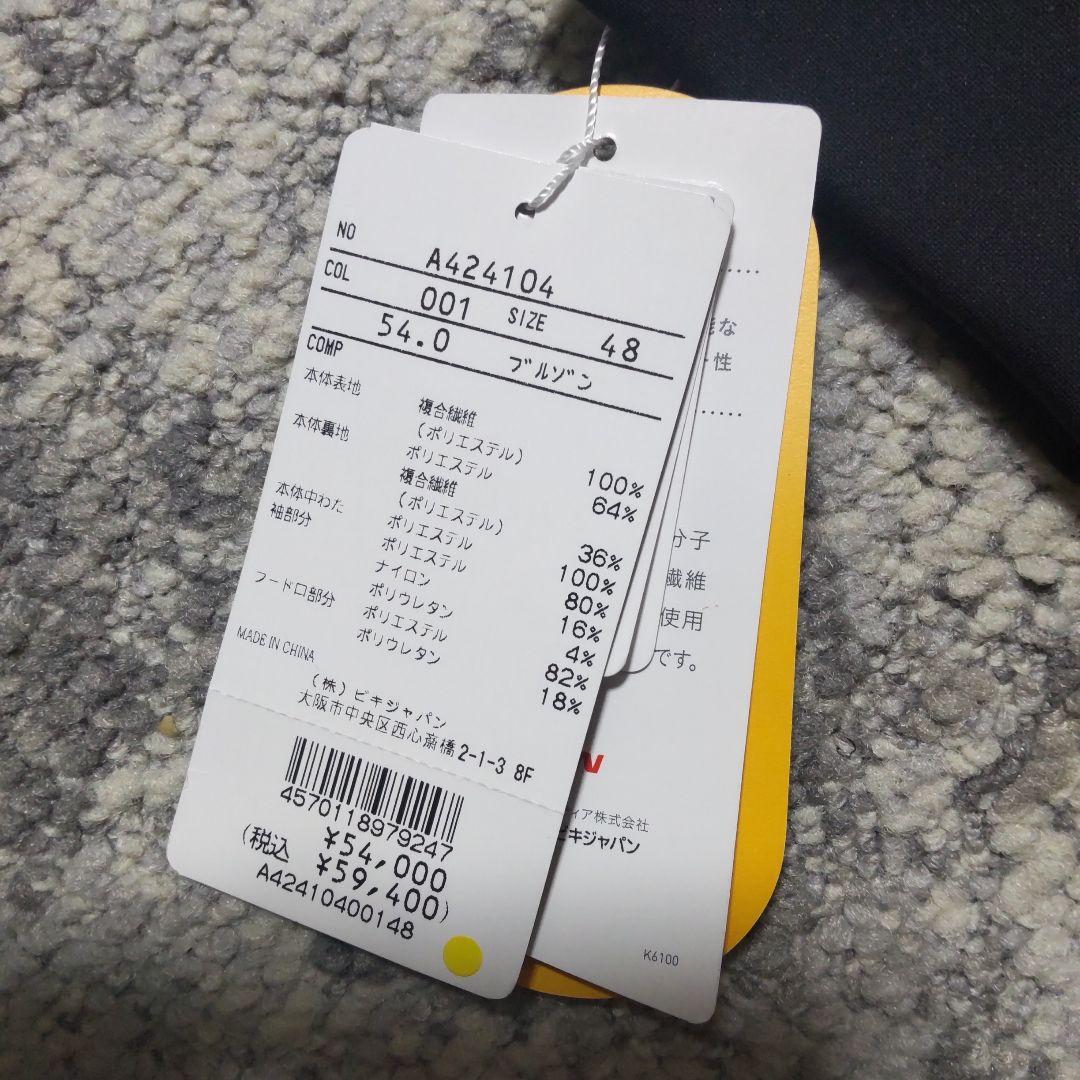 NO A424104
COL 001 SIZE 48
54.0 ブルゾン
COMP
本体表地 複合繊維
(ポリエステル) 100%
本体裏地 ポリエステル 64%
複合繊維
(ポリエステル) 36%
本体中わた ポリエステル 100%
袖部分 ポリエステル 80%
ナイロン 16%
ポリウレタン 4%
フード口部分 ポリエステル 82%
ポリウレタン 18%
MADE IN CHINA
(株)ビキジャパン
大阪市中央区西心斎橋2-1-3 8F
4570118979247
¥54,000
(税込 ¥59,400)
A42410400148
な
性
分子
繊維
使用
です。
ィア株式会社
ビキジャパン
K6100